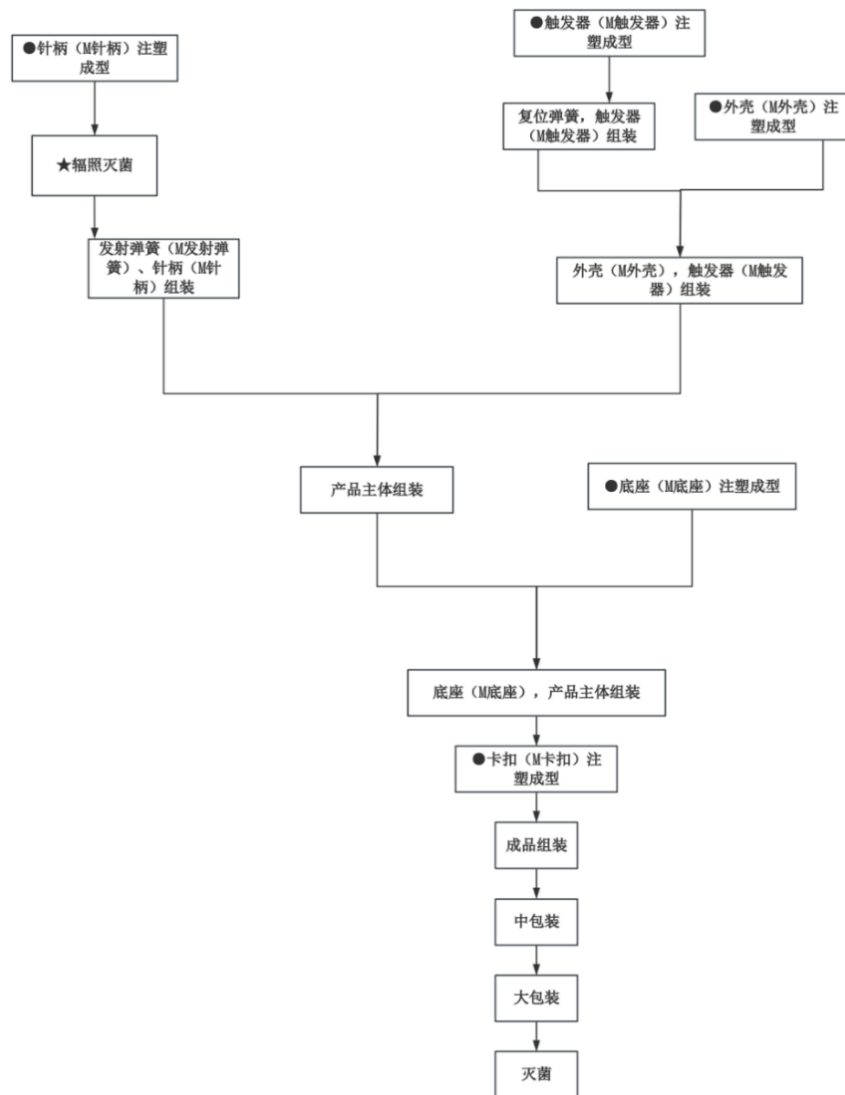 ●针柄（M针柄）注塑
成型
●触发器（M触发器）注
塑成型
●外壳（M外壳）注
塑成型
复位弹簧，触发器
（M触发器）组装
★辐照灭菌
发射弹簧（M发射弹
簧）、针柄（M针
柄）组装
外壳（M外壳），触发器（M触发
器）组装
产品主体组装
●底座（M底座）注塑成型
底座（M底座），产品主体组装
●卡扣（M卡扣）注
塑成型
成品组装
中包装
大包装
灭菌